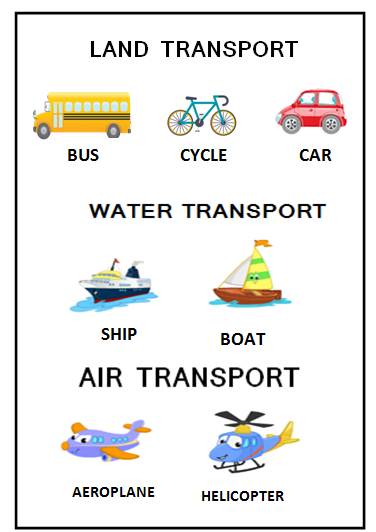 LAND TRANSPORT
BUS CYCLE CAR
WATER TRANSPORT
SHIP BOAT
AIR TRANSPORT
AEROPLANE HELICOPTER